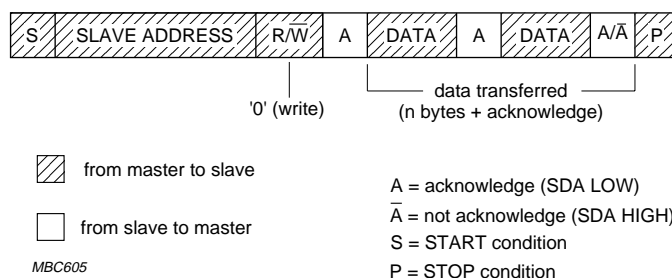 S SLAVE ADDRESS R/W̅ A DATA A DATA A/A̅ P
'0' (write)
data transferred
(n bytes + acknowledge)
from master to slave
from slave to master
A = acknowledge (SDA LOW)
A̅ = not acknowledge (SDA HIGH)
S = START condition
P = STOP condition
MBC605